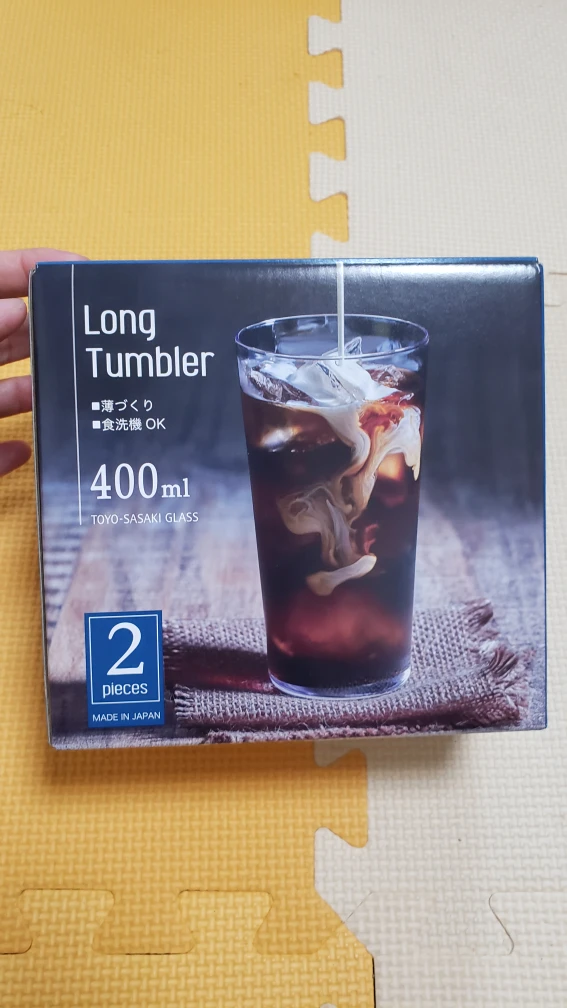 Long
Tumbler
■薄づくり
■食洗機 OK
400ml
TOYO-SASAKI GLASS
2
pieces
MADE IN JAPAN